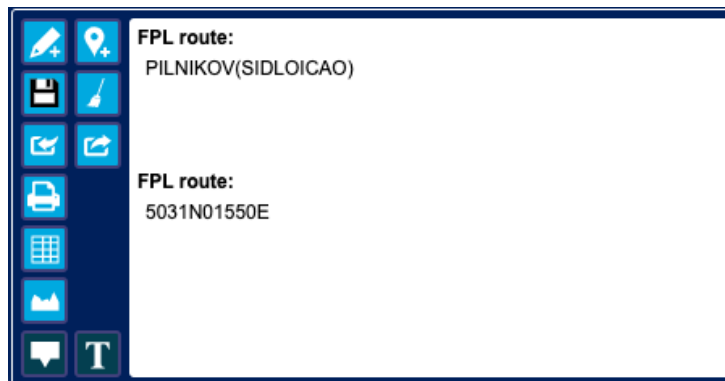 FPL route:
PILNIKOV(SIDLOICAO)
FPL route:
5031N01550E
T